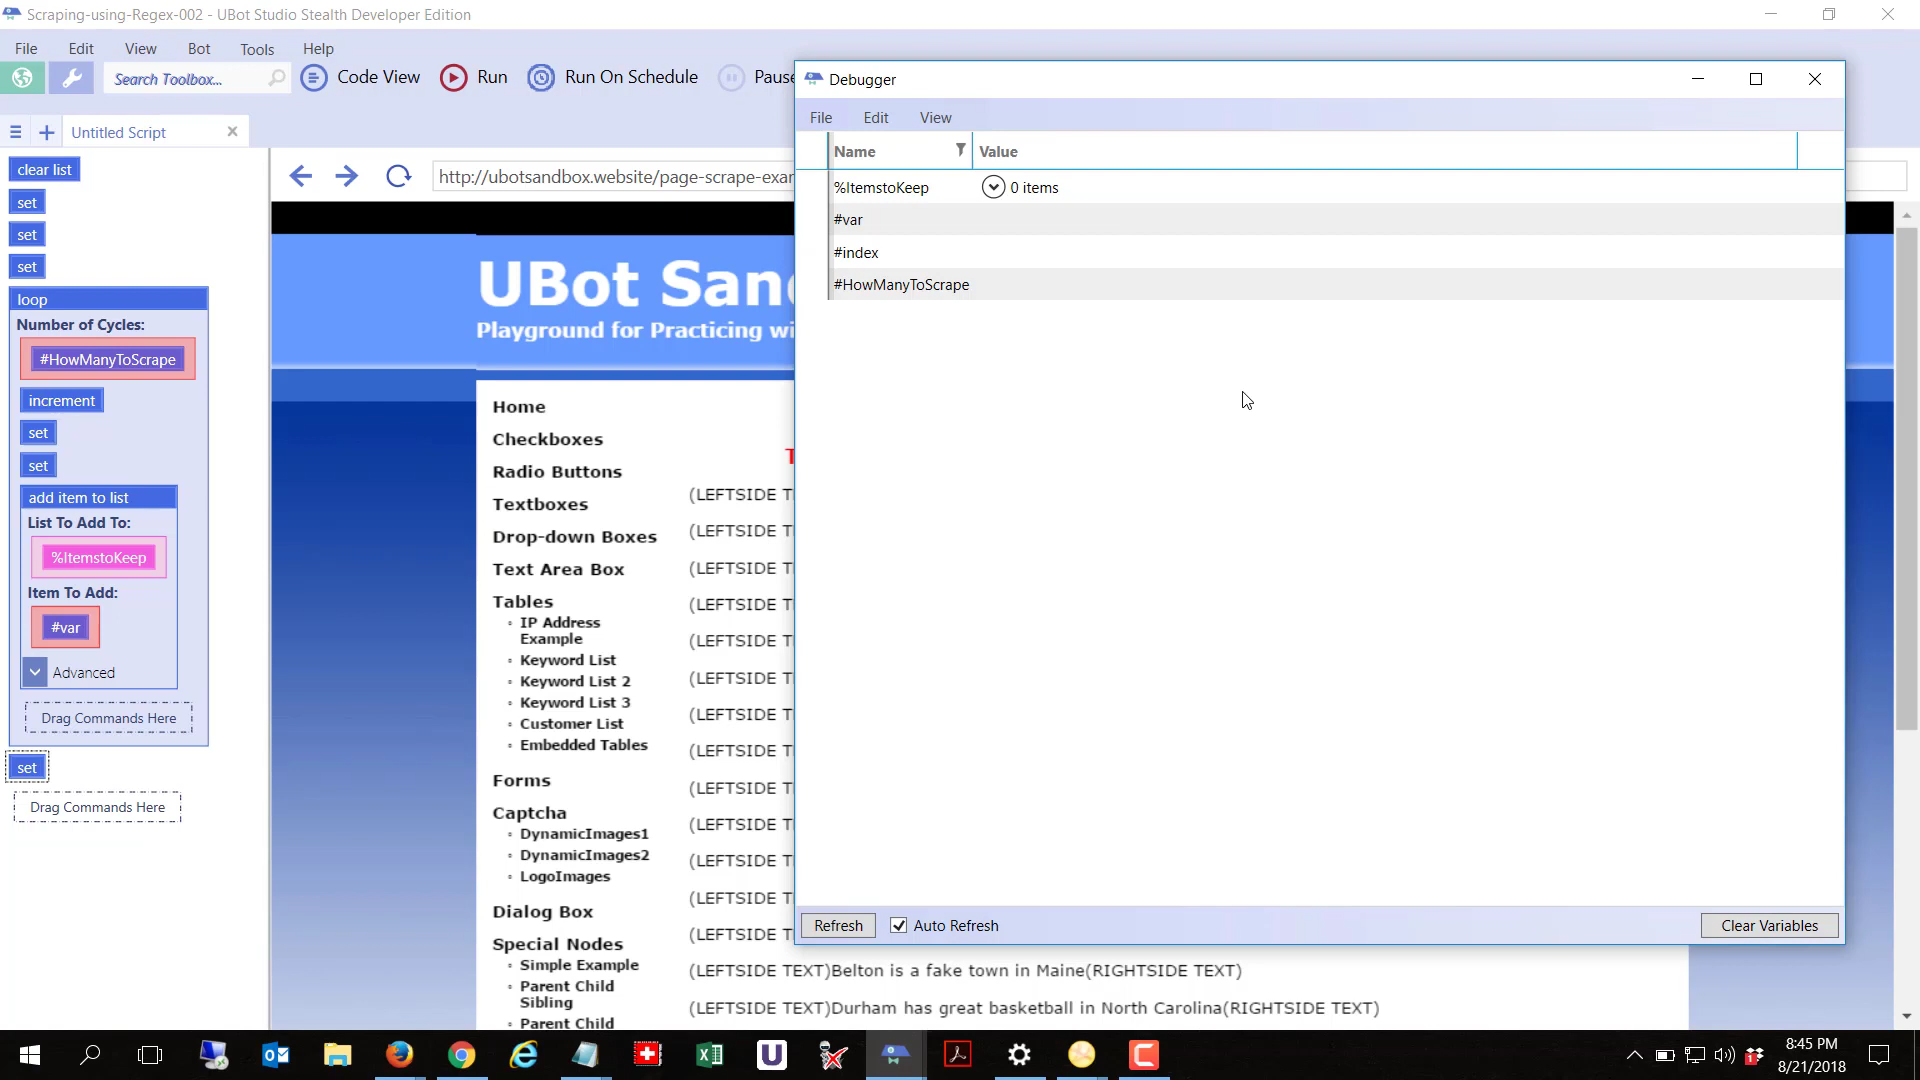 Scraping-using-Regex-002 - UBot Studio Stealth Developer Edition
File Edit View Bot Tools Help
Search Toolbox... Code View Run Run On Schedule Pause
Untitled Script
clear list
set
set
set
loop
Number of Cycles:
#HowManyToScrape
increment
set
set
add item to list
List To Add To:
%ItemstoKeep
Item To Add:
#var
Advanced
Drag Commands Here
set
Drag Commands Here
http://ubotsandbox.website/page-scrape-exam
UBot San
Playground for Practicing wi
Home
Checkboxes
Radio Buttons
Textboxes
Drop-down Boxes
Text Area Box
Tables
IP Address
Example
Keyword List
Keyword List 2
Keyword List 3
Customer List
Embedded Tables
Forms
Captcha
DynamicImages1
DynamicImages2
LogoImages
Dialog Box
Special Nodes
Simple Example
Parent Child
Sibling
Parent Child
T
(LEFTSIDE T
(LEFTSIDE T
(LEFTSIDE T
(LEFTSIDE T
(LEFTSIDE T
(LEFTSIDE T
(LEFTSIDE T
(LEFTSIDE T
(LEFTSIDE T
(LEFTSIDE T
(LEFTSIDE T
(LEFTSIDE T
(LEFTSIDE T
(LEFTSIDE TEXT)Belton is a fake town in Maine(RIGHTSIDE TEXT)
(LEFTSIDE TEXT)Durham has great basketball in North Carolina(RIGHTSIDE TEXT)
Debugger
File Edit View
Name Value
%ItemstoKeep 0 items
#var
#index
#HowManyToScrape
Refresh Auto Refresh Clear Variables
8:45 PM
8/21/2018